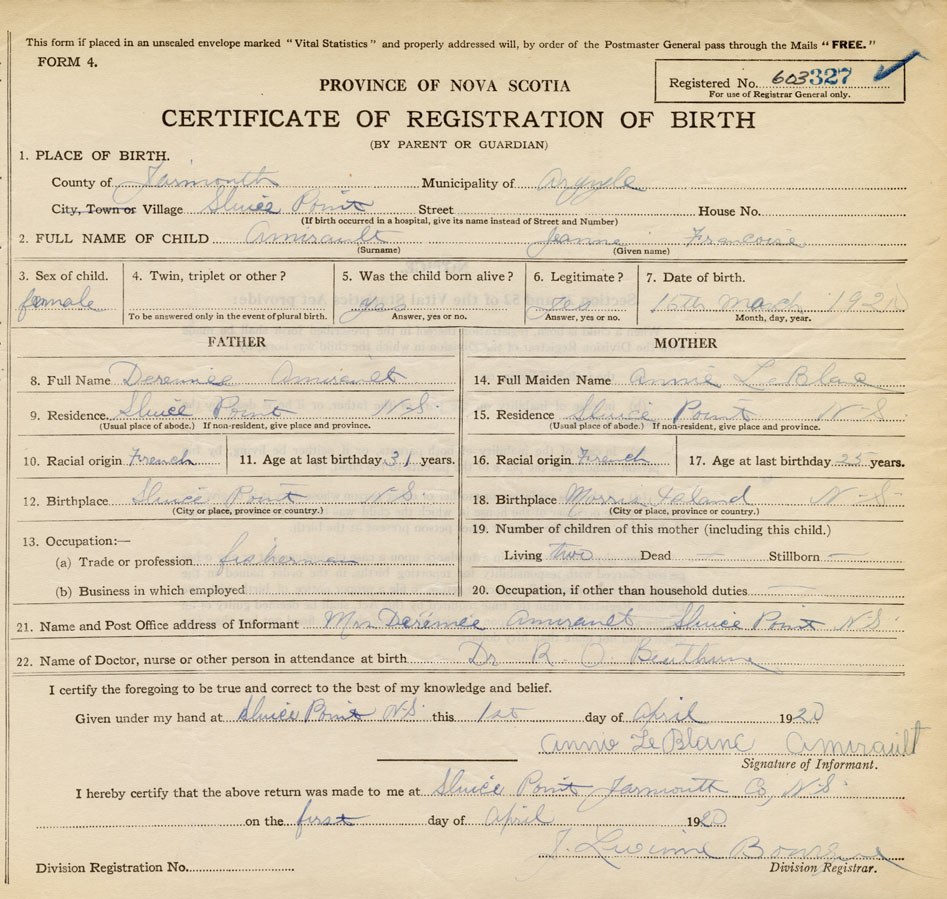 This form if placed in an unsealed envelope marked "Vital Statistics" and properly addressed will, by order of the Postmaster General pass through the Mails "FREE."
FORM 4.
Registered No. 603327
For use of Registrar General only.
PROVINCE OF NOVA SCOTIA
CERTIFICATE OF REGISTRATION OF BIRTH
(BY PARENT OR GUARDIAN)
1. PLACE OF BIRTH.
County of Yarmouth Municipality of Argyle
City, Town or Village Sluice Point Street House No.
(If birth occurred in a hospital, give its name instead of Street and Number)
2. FULL NAME OF CHILD Amirault Jeanne Francoise
(Surname) (Given name)
3. Sex of child. 4. Twin, triplet or other? 5. Was the child born alive? 6. Legitimate? 7. Date of birth.
female yes Yes 15th March 1920
To be answered only in the event of plural birth. Answer, yes or no. Answer, yes or no. Month, day, year.
FATHER MOTHER
8. Full Name Amirault 14. Full Maiden Name Annie LeBlanc
9. Residence. Sluice Point N-S. 15. Residence Sluice Point N-S.
(Usual place of abode.) If non-resident, give place and province. (Usual place of abode.) If non-resident, give place and province.
10. Racial origin French 11. Age at last birthday 31 years. 16. Racial origin French 17. Age at last birthday 25 years.
12. Birthplace Sluice Point N-S. 18. Birthplace Morris Island N-S
(City or place, province or country.) (City or place, province or country.)
19. Number of children of this mother (including this child.)
13. Occupation:—
Living two Dead — Stillborn —
(a) Trade or profession fisherman
(b) Business in which employed 20. Occupation, if other than household duties —
21. Name and Post Office address of Informant Mrs Derémee Amirault Sluice Point N-S.
22. Name of Doctor, nurse or other person in attendance at birth Dr R. O.
I certify the foregoing to be true and correct to the best of my knowledge and belief.
Given under my hand at Sluice Point N-S. this 1st day of April 1920
Annie LeBlanc Amirault
Signature of Informant.
I hereby certify that the above return was made to me at Sluice Point Yarmouth Co, N-S.
on the first day of April 1920
Division Registration No. Division Registrar.